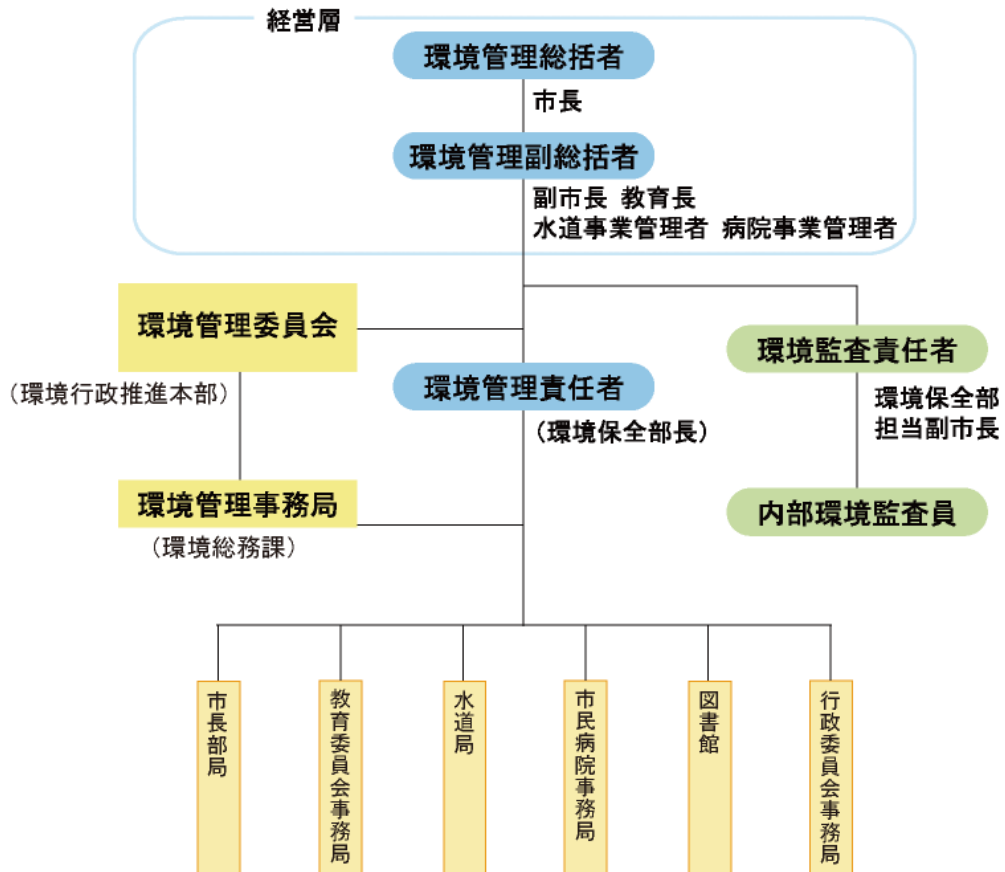 経営層
環境管理総括者
市長
環境管理副総括者
副市長 教育長
水道事業管理者 病院事業管理者
環境管理委員会
(環境行政推進本部)
環境管理責任者
(環境保全部長)
環境監査責任者
環境保全部
担当副市長
環境管理事務局
(環境総務課)
内部環境監査員
市長部局
教育委員会事務局
水道局
市民病院事務局
図書館
行政委員会事務局